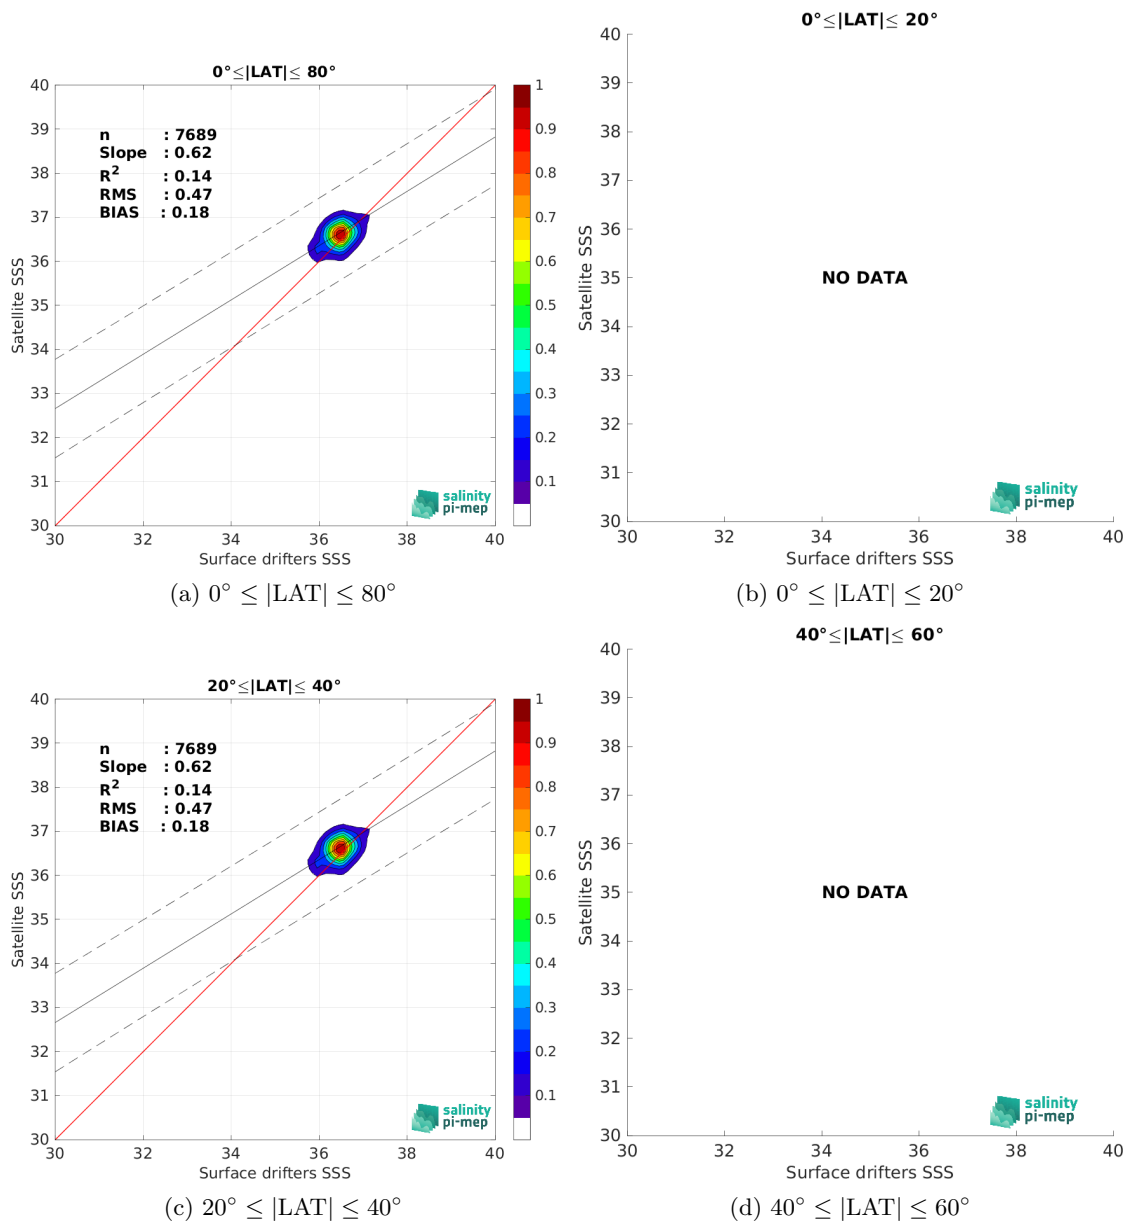 0°≤|LAT|≤ 80°
40
39
38
37
36
35
34
33
32
31
30
n : 7689
Slope : 0.62
R² : 0.14
RMS : 0.47
BIAS : 0.18
Satellite SSS
salinity
pi-mep
30 32 34 36 38 40
Surface drifters SSS
1
0.9
0.8
0.7
0.6
0.5
0.4
0.3
0.2
0.1
(a) 0° ≤ |LAT| ≤ 80°
0°≤|LAT|≤ 20°
40
39
38
37
36
35
34
33
32
31
30
Satellite SSS
NO DATA
salinity
pi-mep
30 32 34 36 38 40
Surface drifters SSS
(b) 0° ≤ |LAT| ≤ 20°
20°≤|LAT|≤ 40°
40
39
38
37
36
35
34
33
32
31
30
n : 7689
Slope : 0.62
R² : 0.14
RMS : 0.47
BIAS : 0.18
Satellite SSS
salinity
pi-mep
30 32 34 36 38 40
Surface drifters SSS
1
0.9
0.8
0.7
0.6
0.5
0.4
0.3
0.2
0.1
(c) 20° ≤ |LAT| ≤ 40°
40°≤|LAT|≤ 60°
40
39
38
37
36
35
34
33
32
31
30
Satellite SSS
NO DATA
salinity
pi-mep
30 32 34 36 38 40
Surface drifters SSS
(d) 40° ≤ |LAT| ≤ 60°